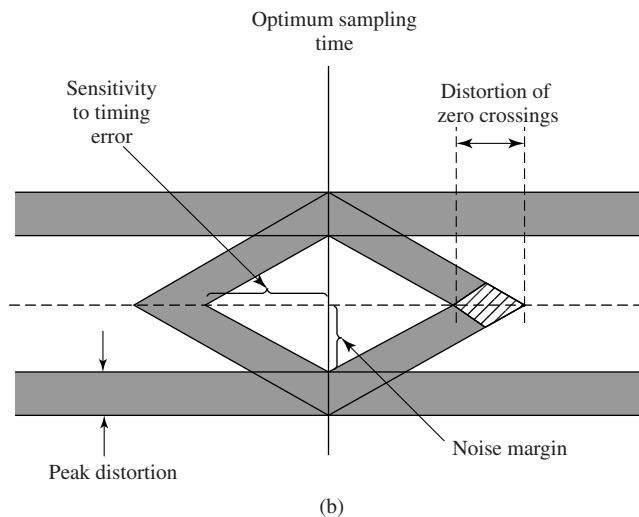 Optimum sampling
time
Sensitivity
to timing
error
Distortion of
zero crossings
Noise margin
Peak distortion
(b)